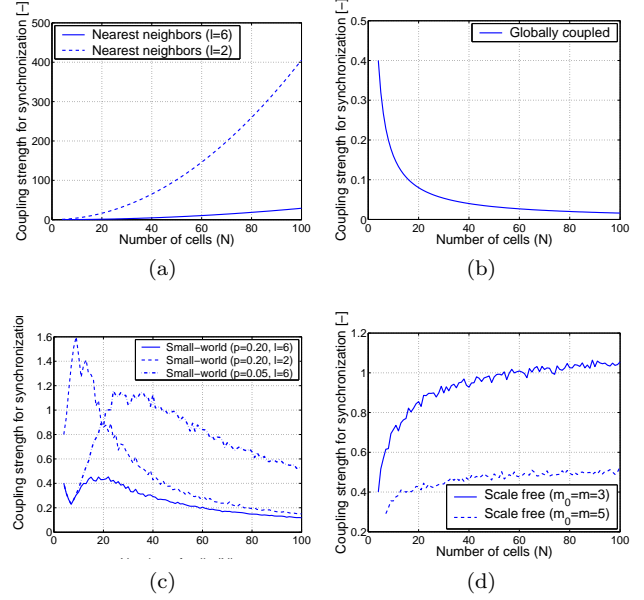 Coupling strength for synchronization [−]
500
400
300
200
100
0
Nearest neighbors (l=6)
Nearest neighbors (l=2)
0 20 40 60 80 100
Number of cells (N)
(a)
Coupling strength for synchronization [−]
0.5
0.4
0.3
0.2
0.1
0
Globally coupled
0 20 40 60 80 100
Number of cells (N)
(b)
Coupling strength for synchronization
1.6
1.4
1.2
1
0.8
0.6
0.4
0.2
0
Small−world (p=0.20, l=6)
Small−world (p=0.20, l=2)
Small−world (p=0.05, l=6)
0 20 40 60 80 100
(c)
Coupling strength for synchronization [−]
1.2
1
0.8
0.6
0.4
0.2
Scale free (m_0=m=3)
Scale free (m_0=m=5)
0 20 40 60 80 100
Number of cells (N)
(d)